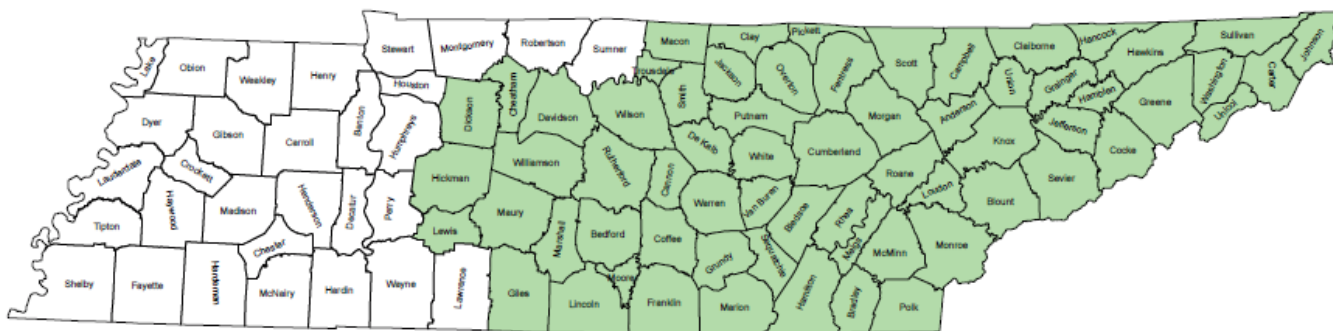 Lake
Obion
Weakley
Henry
Stewart
Montgomery
Robertson
Sumner
Macon
Clay
Pickett
Scott
Campbell
Claiborne
Hancock
Hawkins
Sullivan
Johnson
Carter
Washington
Unicoi
Greene
Hamblen
Grainger
Union
Jefferson
Cocke
Anderson
Knox
Sevier
Blount
Loudon
Roane
Morgan
Fentress
Overton
Jackson
Trousdale
Smith
Putnam
Cumberland
White
De Kalb
Wilson
Davidson
Cheatham
Dickson
Houston
Humphreys
Benton
Carroll
Gibson
Dyer
Crockett
Lauderdale
Haywood
Madison
Henderson
Decatur
Perry
Hickman
Williamson
Rutherford
Cannon
Warren
Van Buren
Bledsoe
Rhea
Meigs
McMinn
Monroe
Polk
Bradley
Hamilton
Sequatchie
Grundy
Marion
Franklin
Coffee
Bedford
Moore
Lincoln
Marshall
Maury
Lewis
Giles
Lawrence
Wayne
Hardin
McNairy
Chester
Hardeman
Fayette
Shelby
Tipton